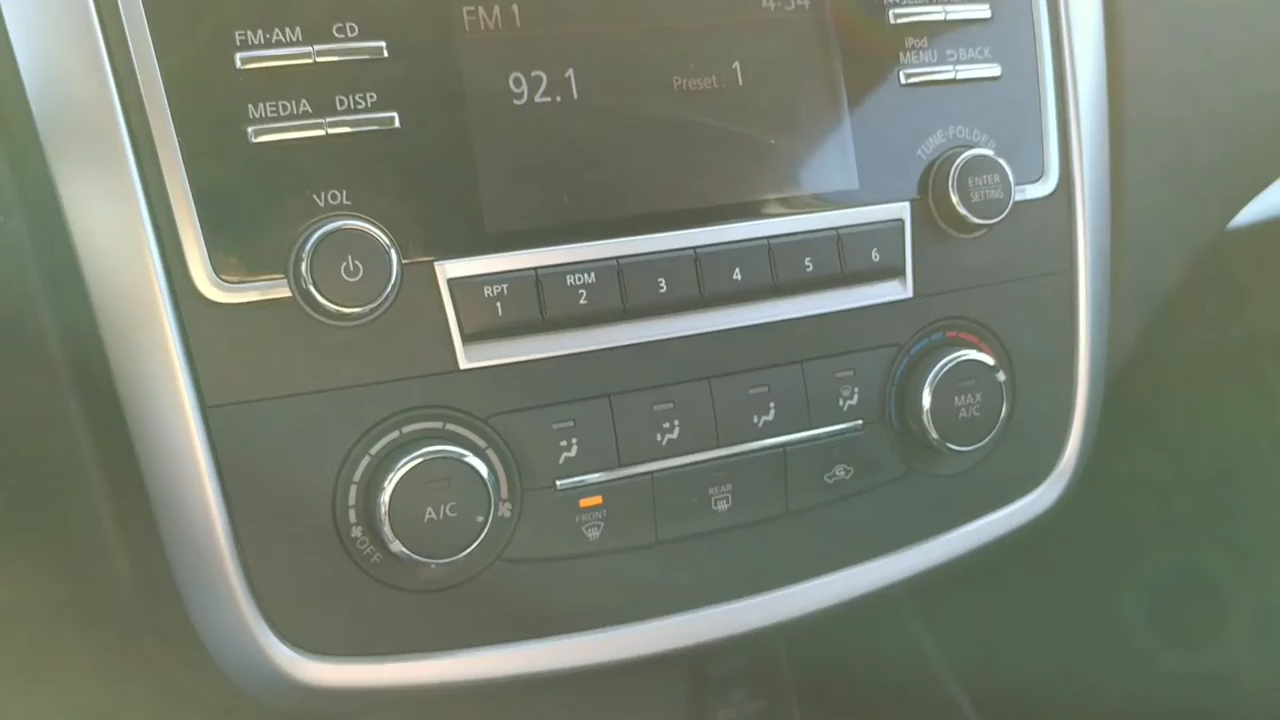 FM·AM CD
FM 1
MEDIA DISP
92.1
Preset. 1
iPod
MENU BACK
TUNE·FOLDER
ENTER
SETTING
VOL
RPT
1
RDM
2
3
4
5
6
MAX
A/C
A/C
OFF
FRONT
REAR